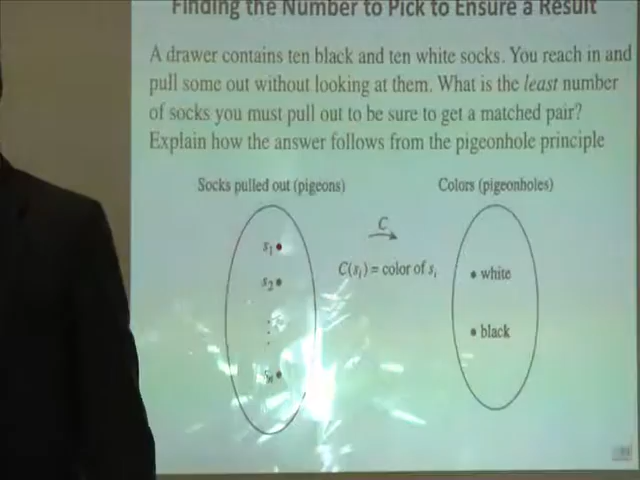 Finding the Number to Pick to Ensure a Result
A drawer contains ten black and ten white socks. You reach in and
pull some out without looking at them. What is the least number
of socks you must pull out to be sure to get a matched pair?
Explain how the answer follows from the pigeonhole principle
Socks pulled out (pigeons)
Colors (pigeonholes)
C
s1
s2
C(si) = color of si
white
black
sn